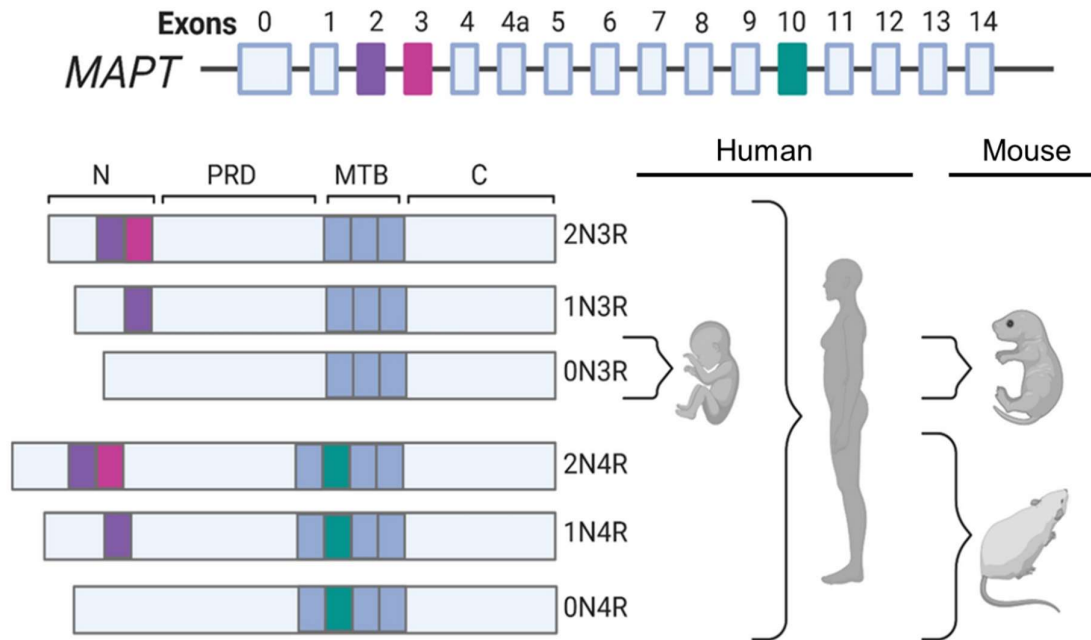 Exons 0 1 2 3 4 4a 5 6 7 8 9 10 11 12 13 14
MAPT
Human Mouse
N PRD MTB C
2N3R
1N3R
0N3R
2N4R
1N4R
0N4R